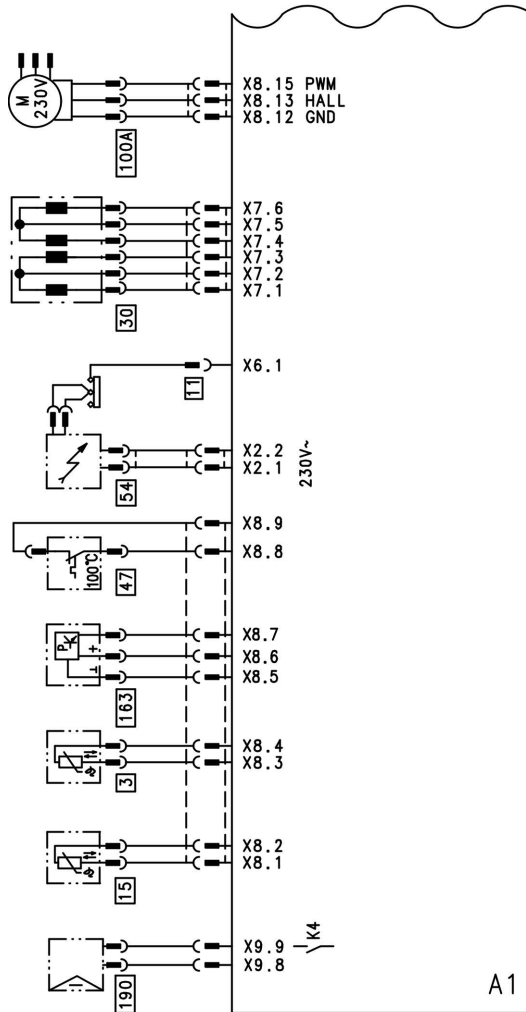 M
230V
X8.15 PWM
X8.13 HALL
X8.12 GND
100A
X7.6
X7.5
X7.4
X7.3
X7.2
X7.1
30
X6.1
11
X2.2
X2.1
230V~
54
X8.9
X8.8
100°C
47
X8.7
X8.6
X8.5
P
+
⊥
163
X8.4
X8.3
3
X8.2
X8.1
15
X9.9
K4
X9.8
190
A1